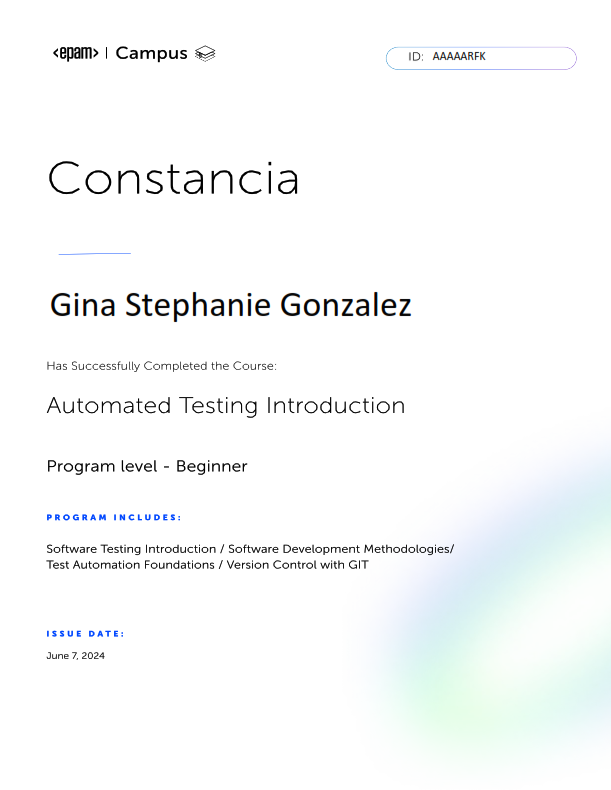 <epam> | Campus
ID: AAAAARFK
Constancia
Gina Stephanie Gonzalez
Has Successfully Completed the Course:
Automated Testing Introduction
Program level - Beginner
PROGRAM INCLUDES:
Software Testing Introduction / Software Development Methodologies/
Test Automation Foundations / Version Control with GIT
ISSUE DATE:
June 7, 2024